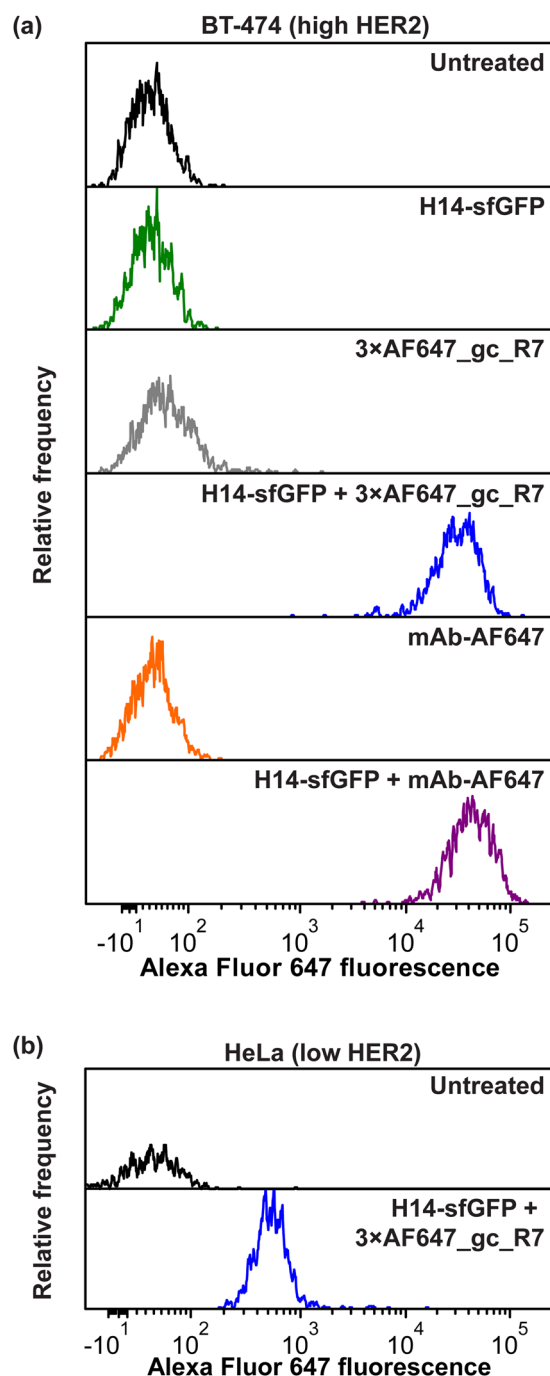 (a)
BT-474 (high HER2)
Untreated
H14-sfGFP
3×AF647_gc_R7
H14-sfGFP + 3×AF647_gc_R7
mAb-AF647
H14-sfGFP + mAb-AF647
Relative frequency
-10¹ 10² 10³ 10⁴ 10⁵
Alexa Fluor 647 fluorescence
(b)
HeLa (low HER2)
Untreated
H14-sfGFP +
3×AF647_gc_R7
Relative frequency
-10¹ 10² 10³ 10⁴ 10⁵
Alexa Fluor 647 fluorescence